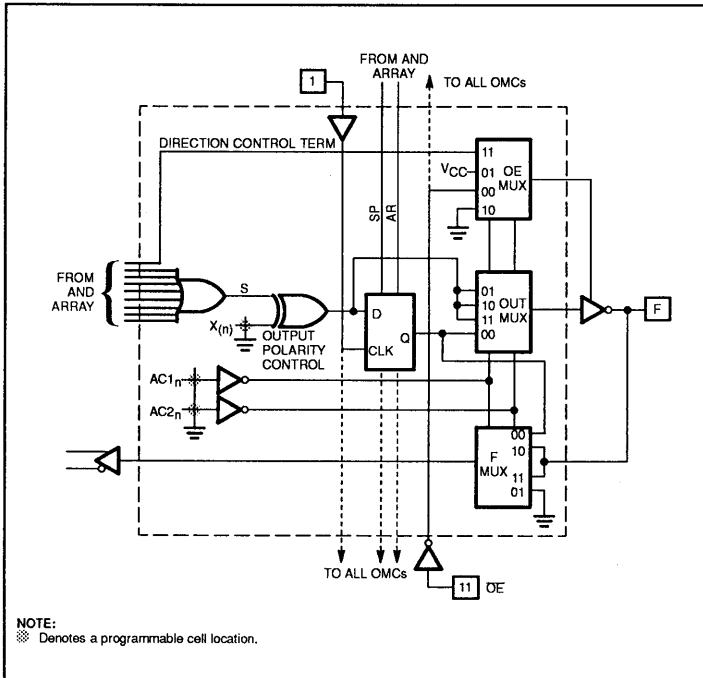 FROM AND
ARRAY
1
TO ALL OMCs
DIRECTION CONTROL TERM
11
VCC
01
OE
MUX
00
10
SP
AR
FROM
AND
ARRAY
S
X(n)
OUTPUT
POLARITY
CONTROL
D
Q
CLK
01
10
11
00
OUT
MUX
F
AC1n
AC2n
00
10
F
MUX
11
01
TO ALL OMCs
11
OE
NOTE:
Denotes a programmable cell location.